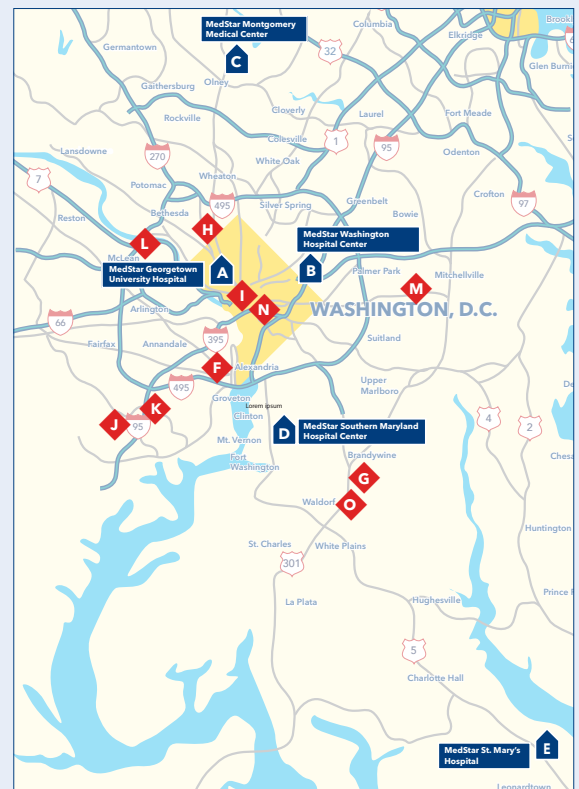 MedStar Montgomery
Medical Center
Columbia
Elkridge
Germantown
C
32
Glen Burni
Gaithersburg
Olney
Cloverly
Laurel
Fort Meade
Rockville
Colesville
1
95
Lansdowne
270
White Oak
Odenton
7
Wheaton
Potomac
495
Silver Spring
Greenbelt
Crofton
97
Reston
Bethesda
Bowie
H
L
MedStar Washington
Hospital Center
McLean
MedStar Georgetown
University Hospital
A
B
Palmer Park
Mitchellville
I
M
N
Arlington
WASHINGTON, D.C.
66
Fairfax
Annandale
395
Suitland
F
Alexandria
495
Upper
Marlboro
Groveton
Lorem ipsum
K
Clinton
J
95
D
MedStar Southern Maryland
Hospital Center
4
2
Mt. Vernon
Fort
Washington
Brandywine
Chesa
G
Waldorf
O
Huntington
St. Charles
White Plains
301
Prince F
La Plata
Hughesville
5
Charlotte Hall
MedStar St. Mary's
Hospital
E
Leonardtown